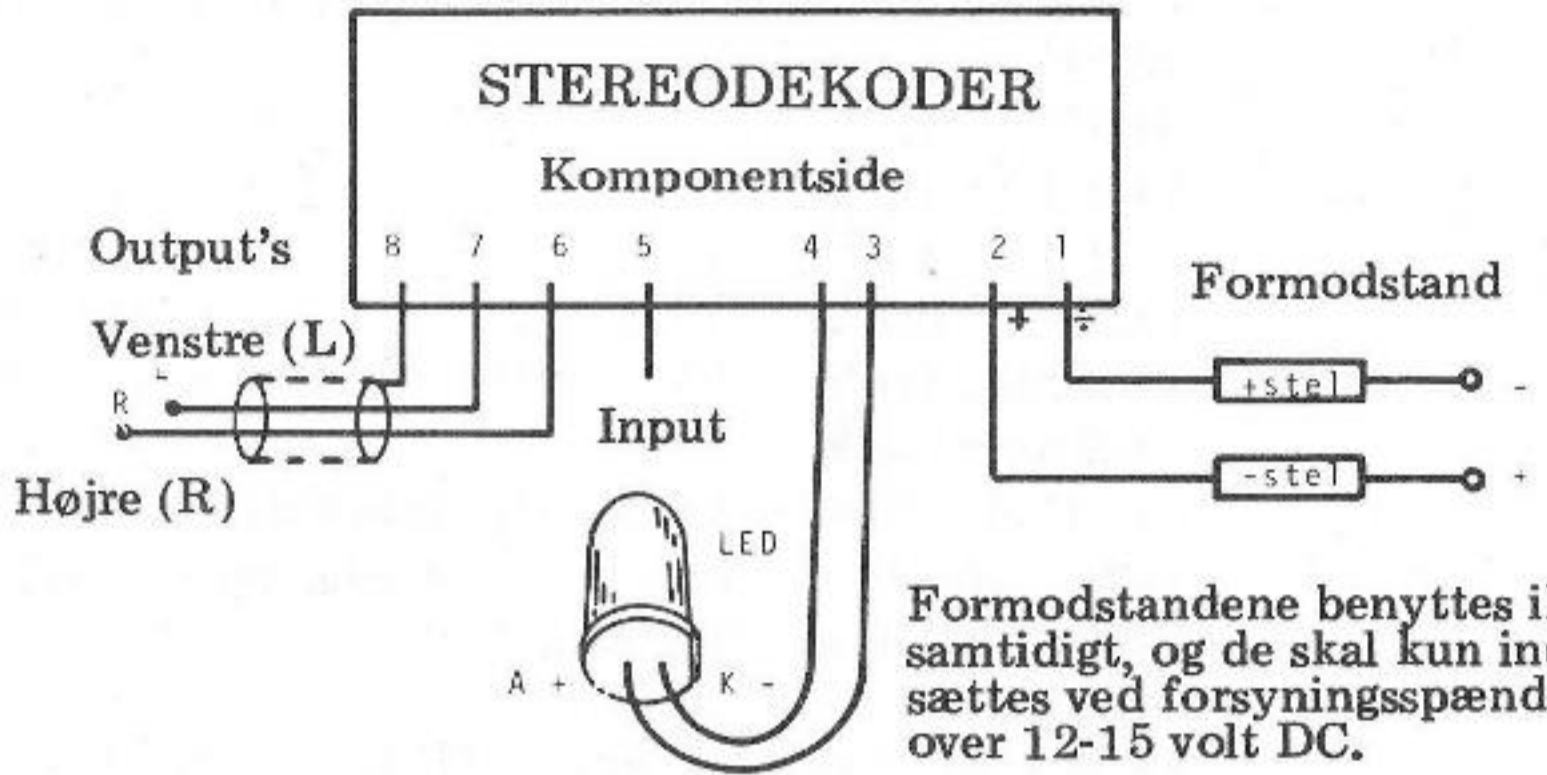 STEREODEKODER
Komponentside
Output's 8 7 6 5 4 3 2 1
+ ÷
Formodstand
Venstre (L)
L
R
+stel -
Input
-stel +
Højre (R)
LED
A + K -
Formodstandene benyttes
samtidigt, og de skal kun
sættes ved forsyningsspænd
over 12-15 volt DC.